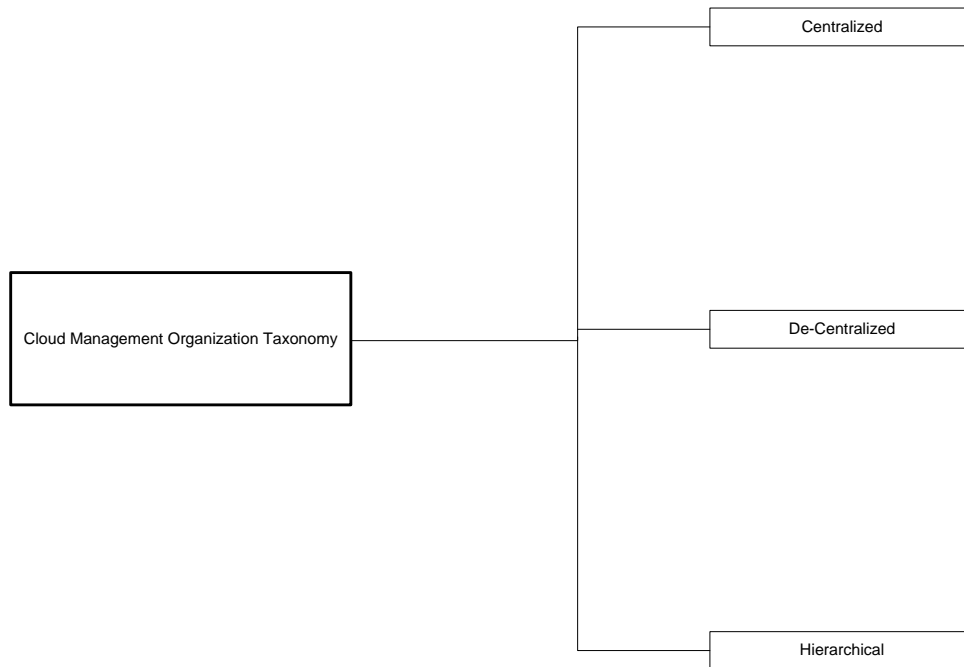 Centralized
Cloud Management Organization Taxonomy
De-Centralized
Hierarchical